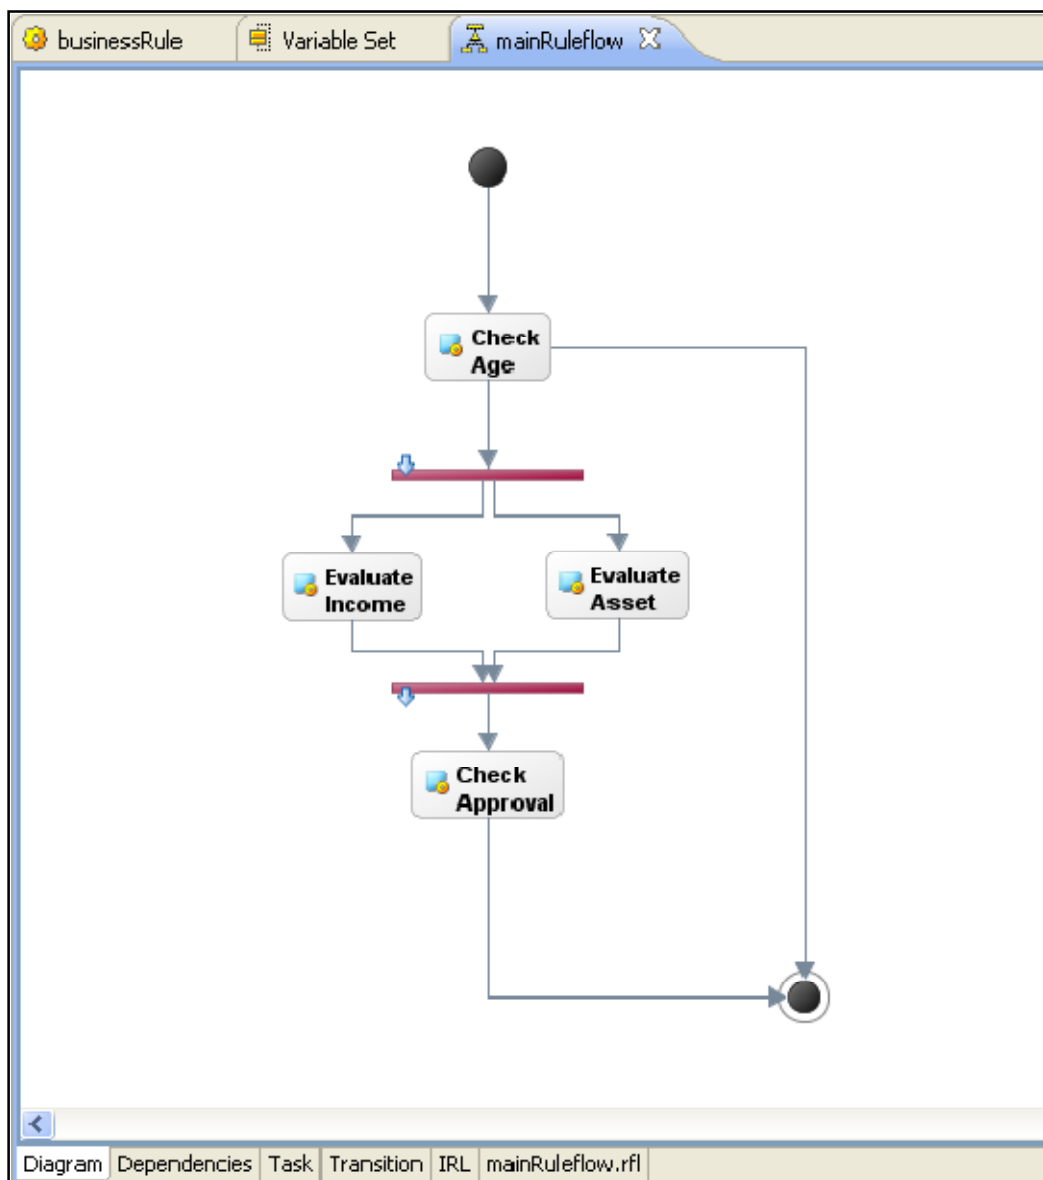 businessRule Variable Set mainRuleflow
Check
Age
Evaluate
Income
Evaluate
Asset
Check
Approval
Diagram Dependencies Task Transition IRL mainRuleflow.rfl